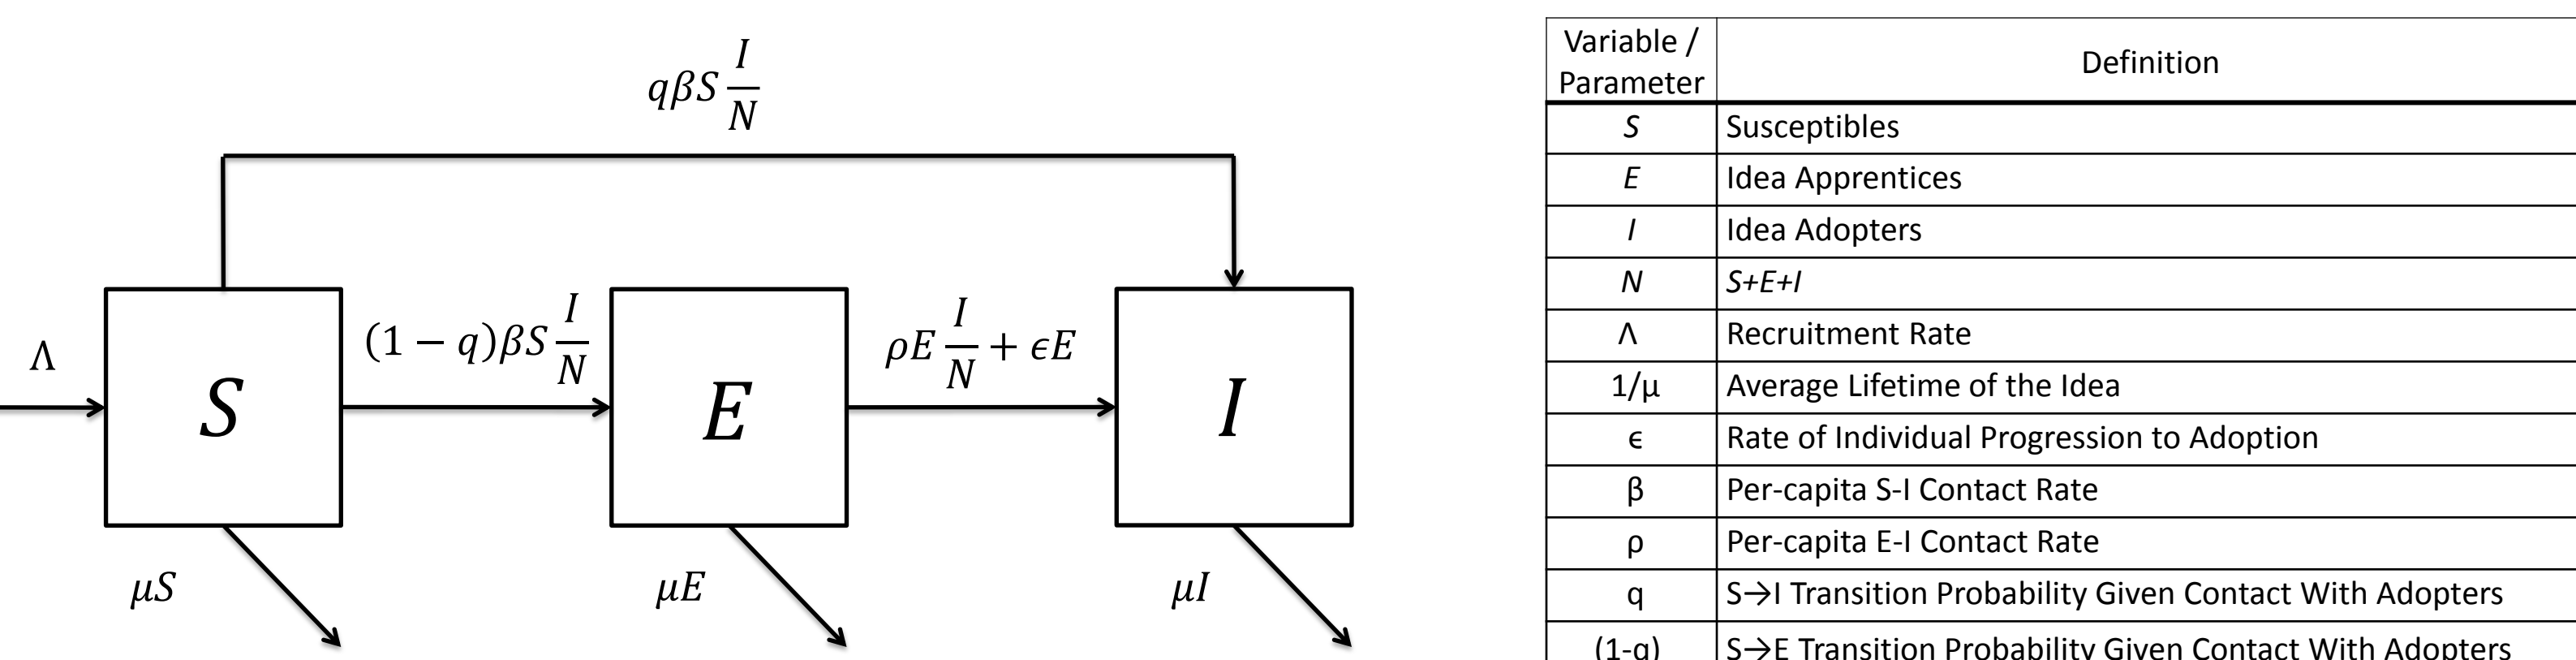 qβS I/N
Λ
(1 − q)βS I/N
ρE I/N + ϵE
S
E
I
μS
μE
μI
Variable / Parameter Definition
S Susceptibles
E Idea Apprentices
I Idea Adopters
N S+E+I
Λ Recruitment Rate
1/μ Average Lifetime of the Idea
ϵ Rate of Individual Progression to Adoption
β Per-capita S-I Contact Rate
ρ Per-capita E-I Contact Rate
q S→I Transition Probability Given Contact With Adopters
(1-q) S→E Transition Probability Given Contact With Adopters